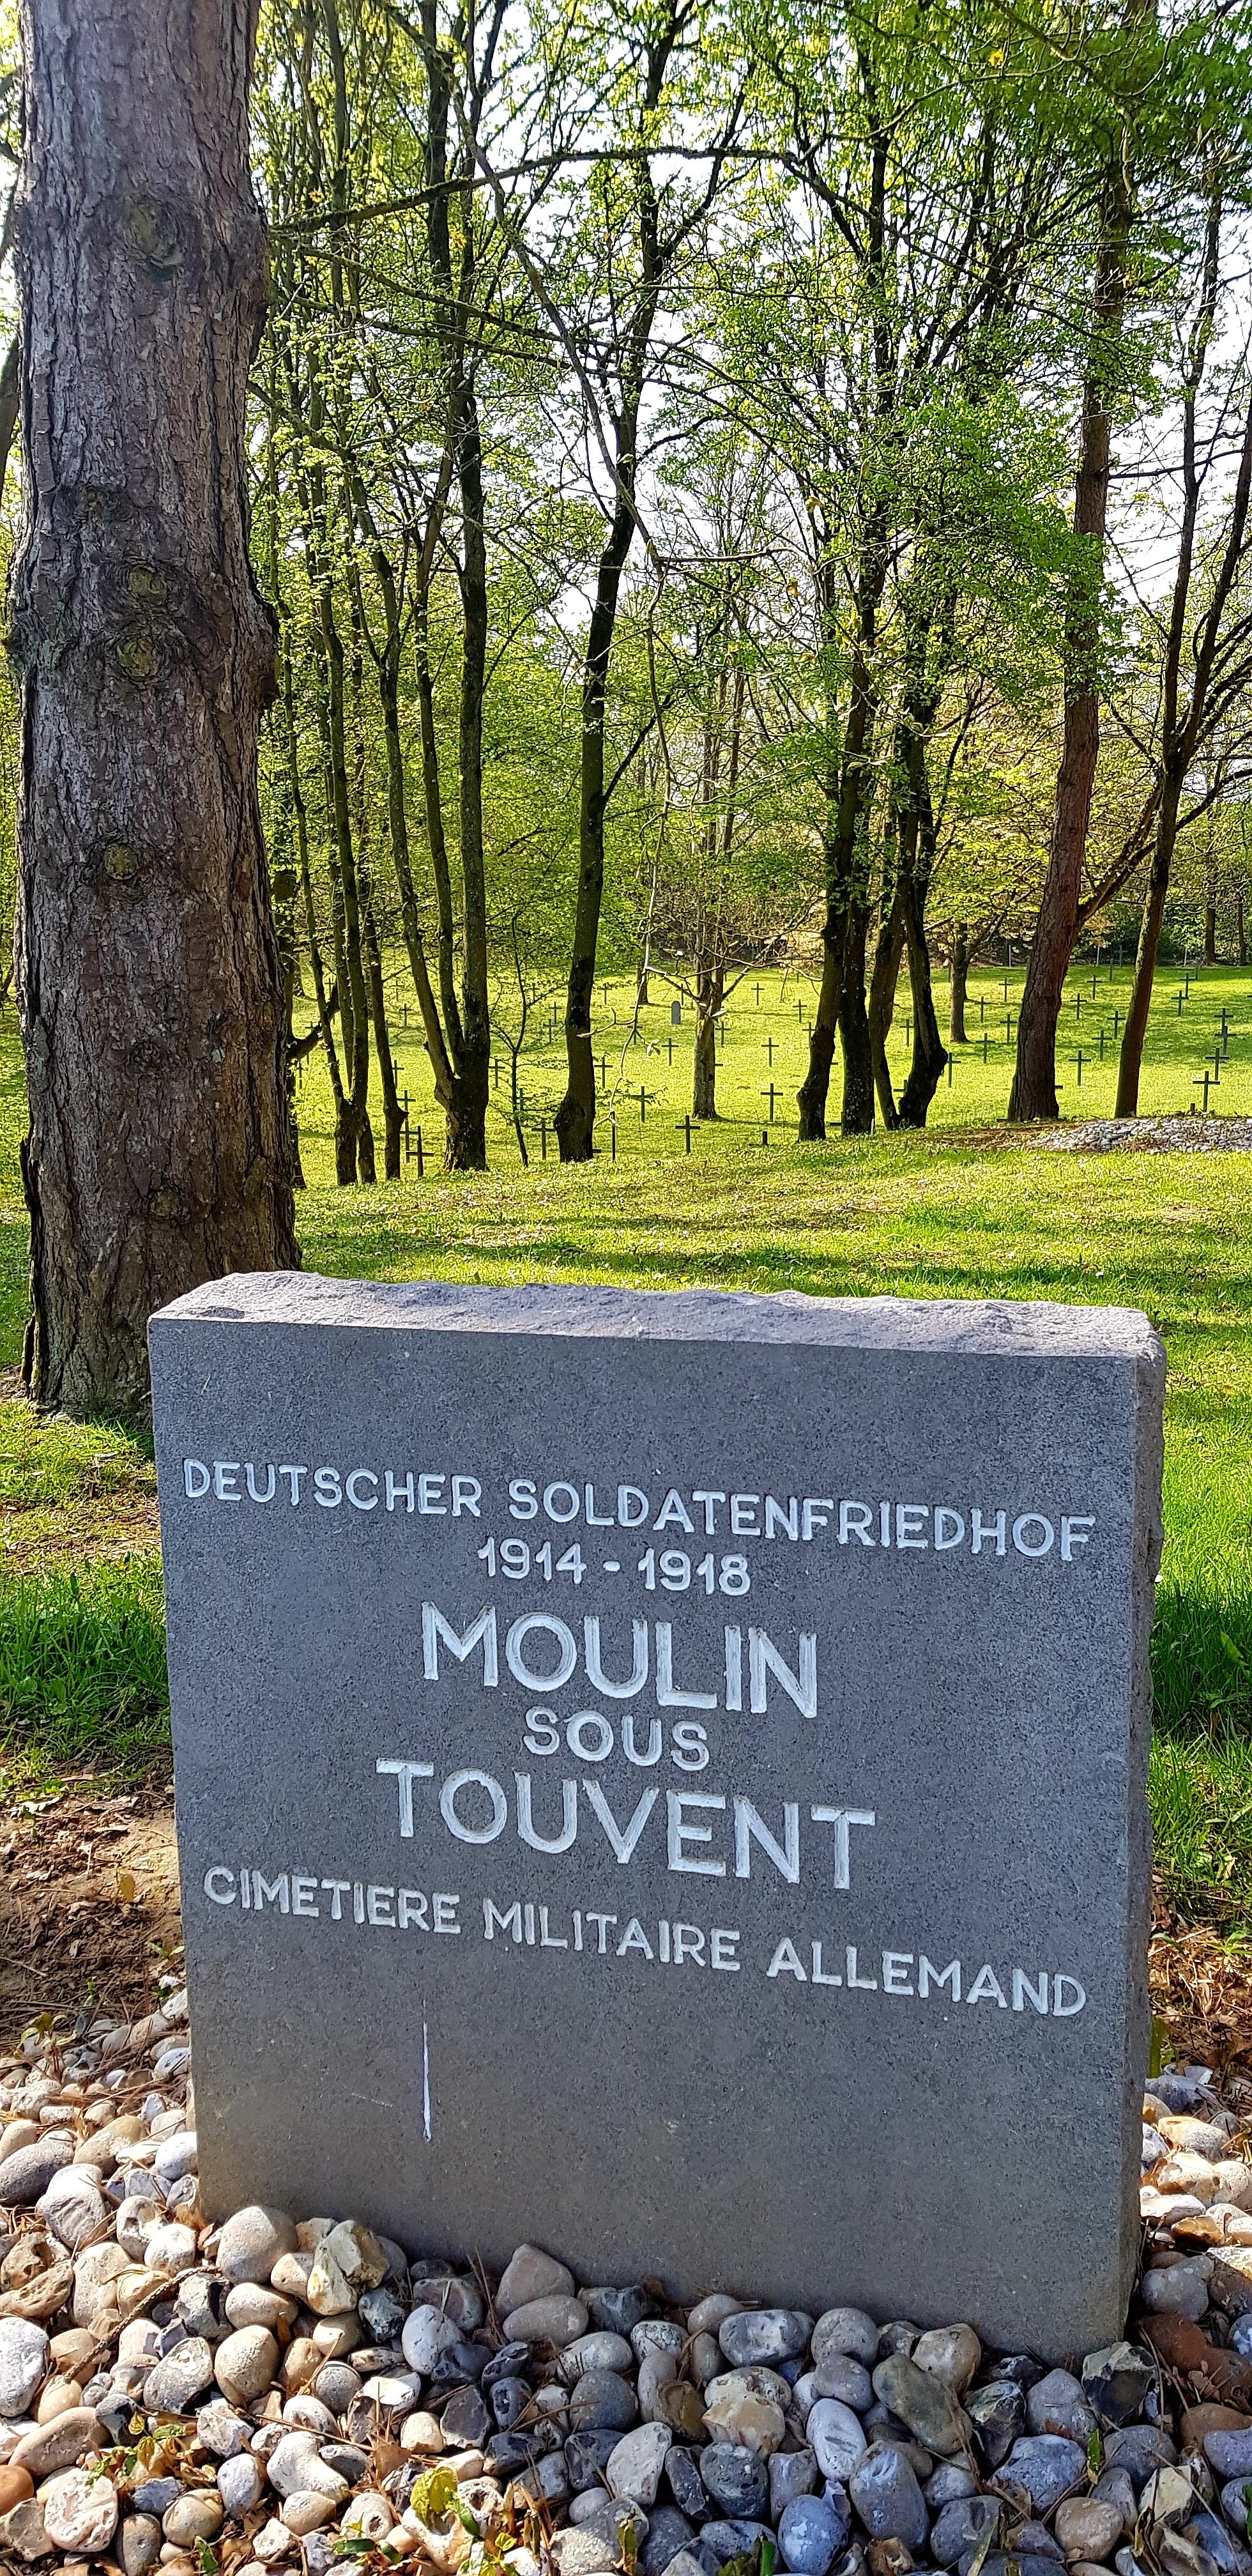 DEUTSCHER SOLDATENFRIEDHOF
1914 - 1918
MOULIN
SOUS
TOUVENT
CIMETIERE MILITAIRE ALLEMAND